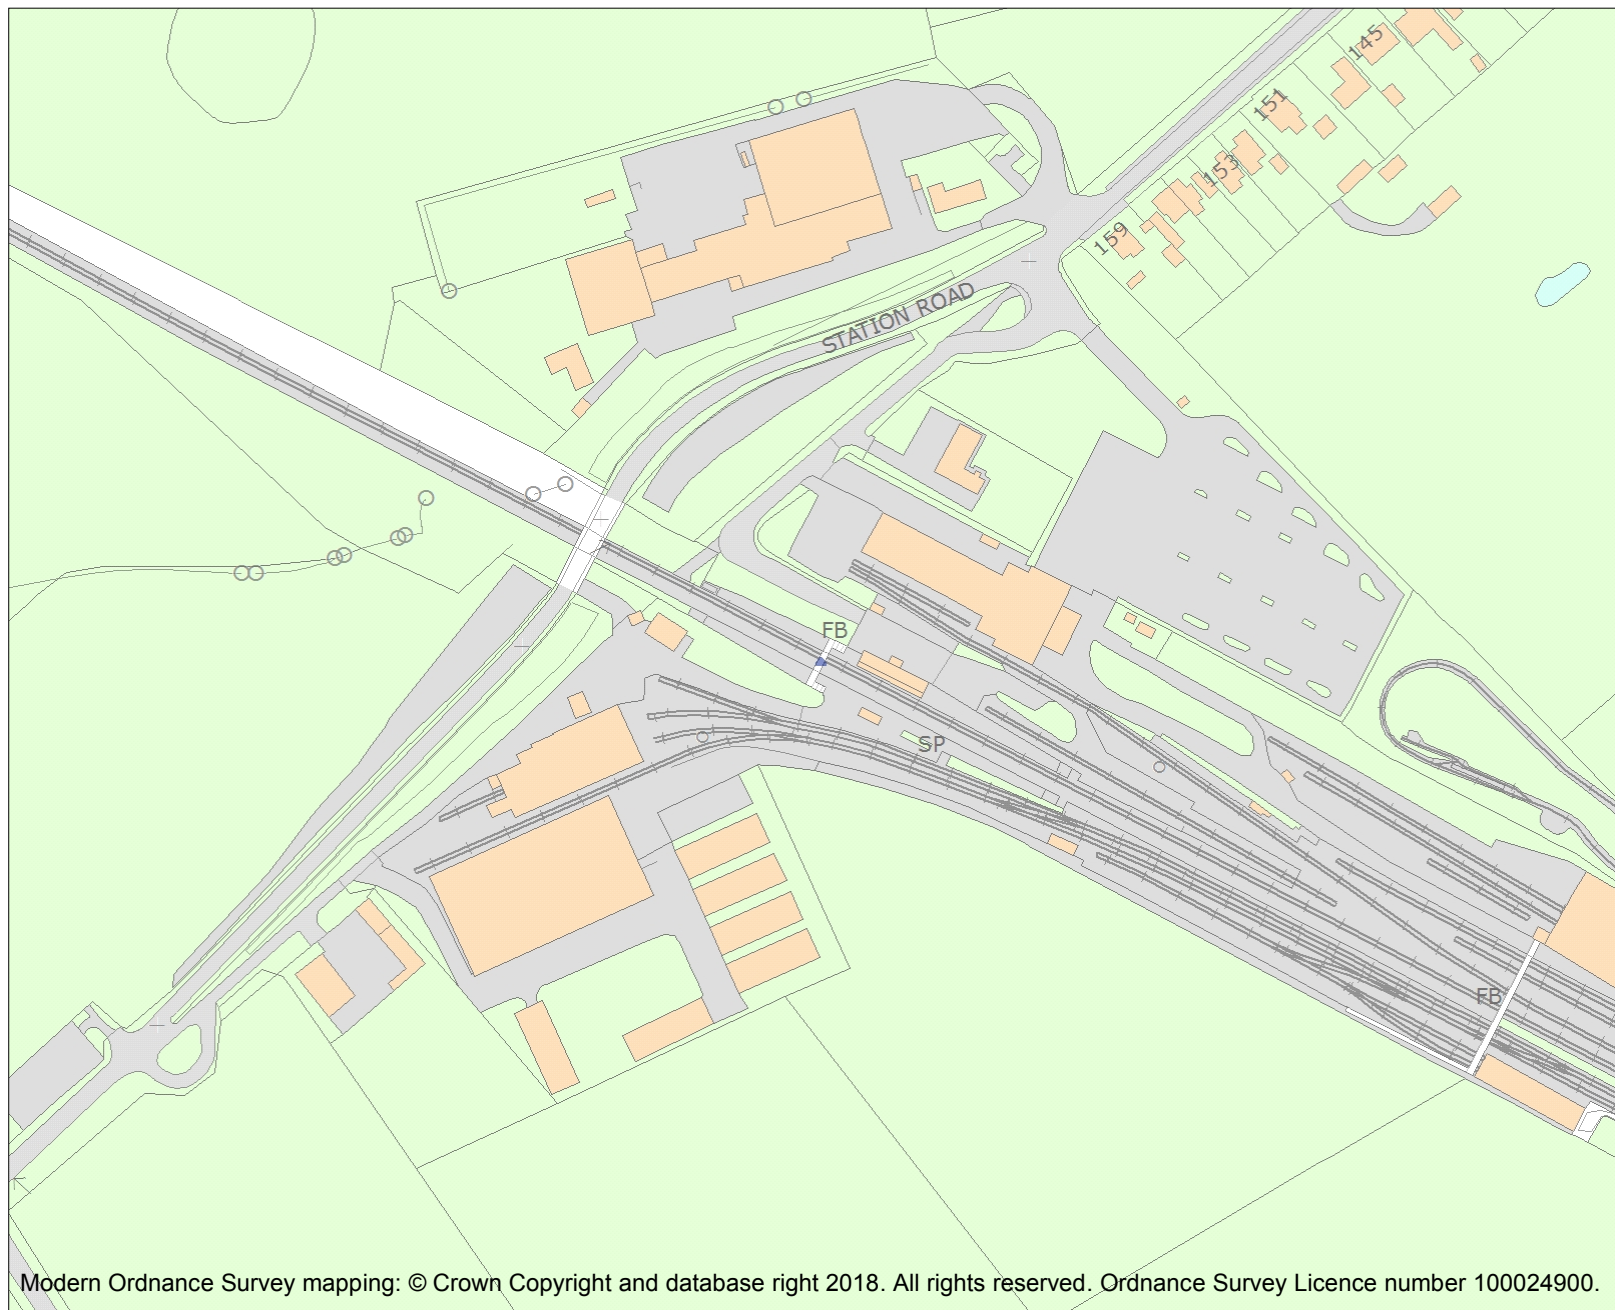 145
151
153
159
STATION ROAD
FB
SP
FB
Modern Ordnance Survey mapping: © Crown Copyright and database right 2018. All rights reserved. Ordnance Survey Licence number 100024900.